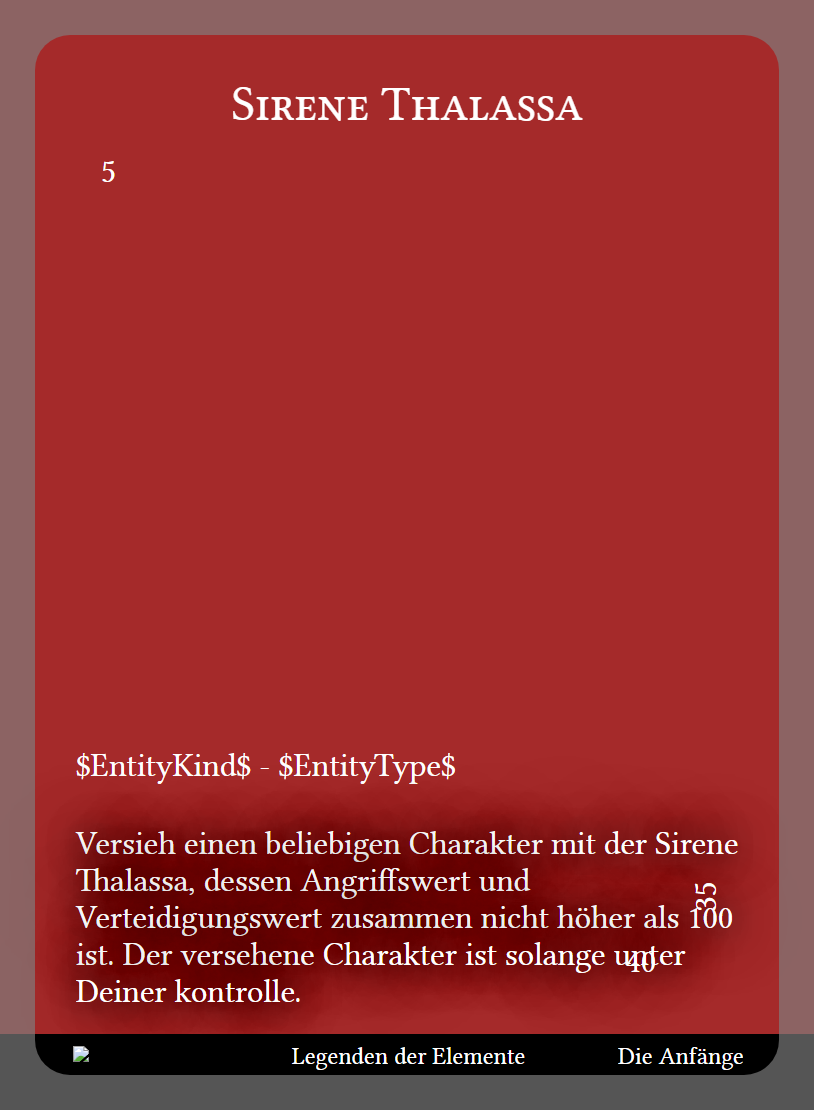 Sirene Thalassa
5
$EntityKind$ - $EntityType$
Versieh einen beliebigen Charakter mit der Sirene
Thalassa, dessen Angriffswert und
35
Verteidigungswert zusammen nicht höher als 100
ist. Der versehene Charakter ist solange unter
40
Deiner kontrolle.
Legenden der Elemente
Die Anfänge